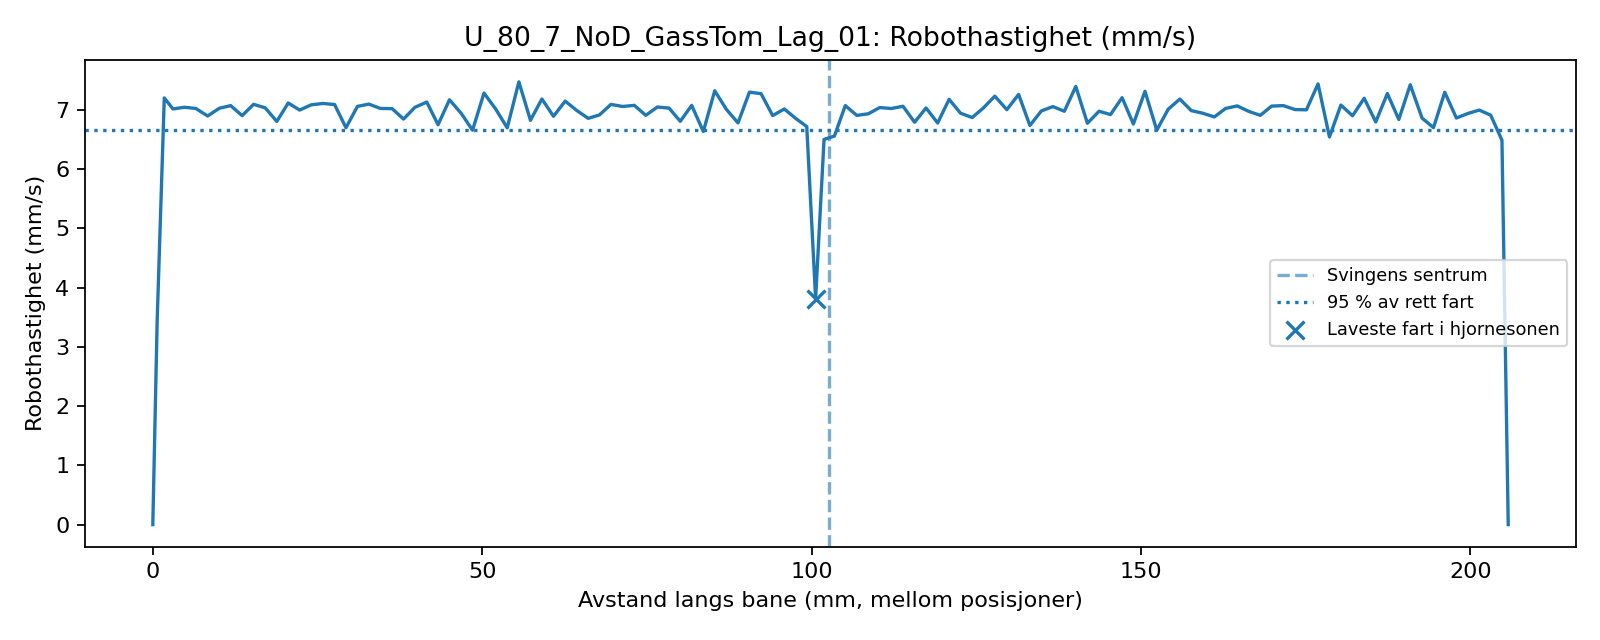 U_80_7_NoD_GassTom_Lag_01: Robothastighet (mm/s)
Robothastighet (mm/s)
7
6
5
4
3
2
1
0
Svingens sentrum
95 % av rett fart
Laveste fart i hjornesonen
0 50 100 150 200
Avstand langs bane (mm, mellom posisjoner)